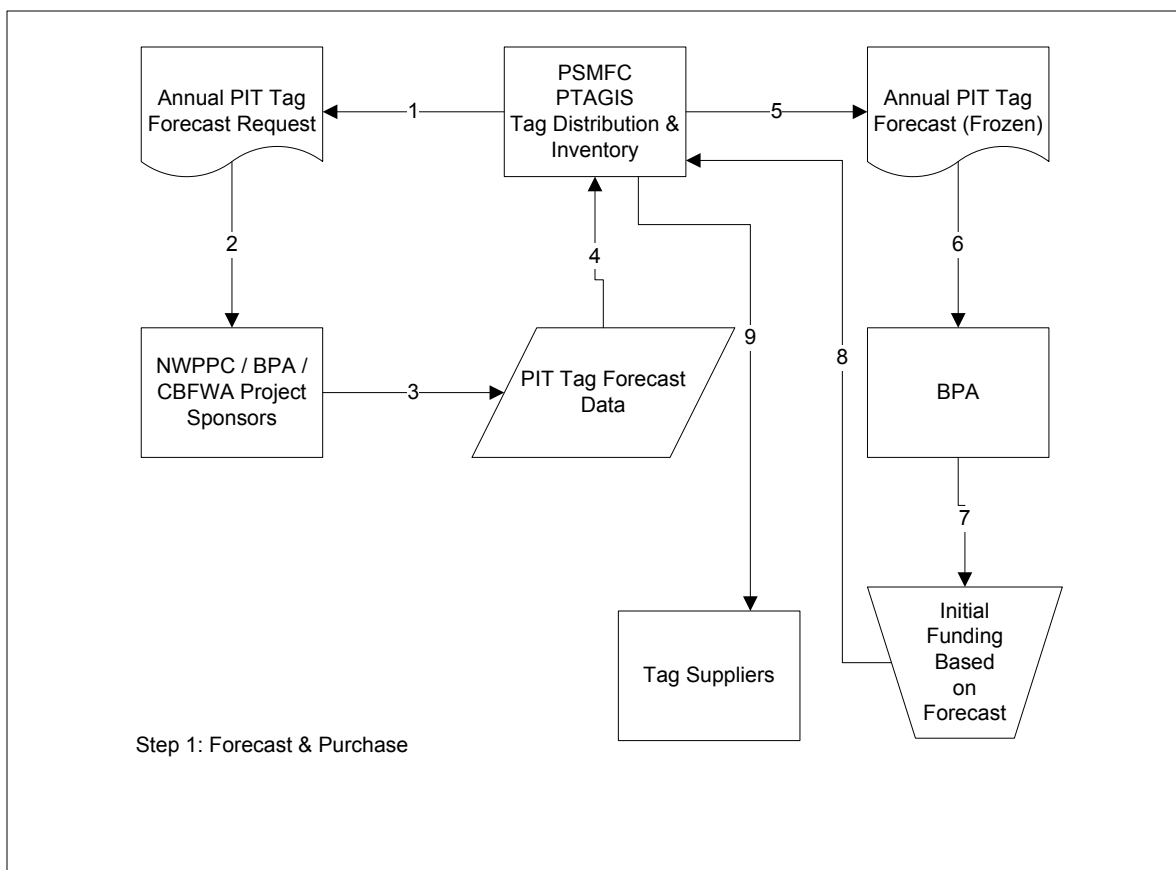 Annual PIT Tag
Forecast Request
1
PSMFC
PTAGIS
Tag Distribution &
Inventory
5
Annual PIT Tag
Forecast (Frozen)
2
4
6
NWPPC / BPA /
CBFWA Project
Sponsors
3
PIT Tag Forecast
Data
9
8
BPA
7
Tag Suppliers
Initial
Funding
Based
on
Forecast
Step 1: Forecast & Purchase